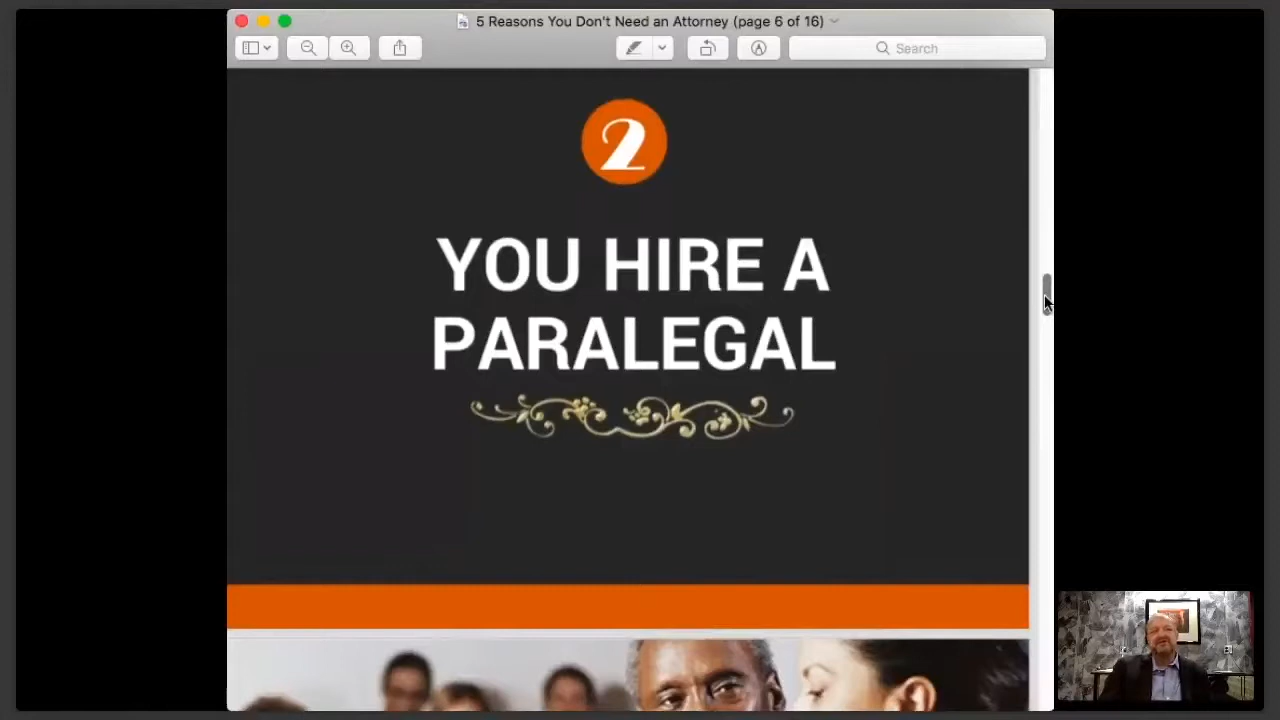 5 Reasons You Don't Need an Attorney (page 6 of 16)
Search
2
YOU HIRE A
PARALEGAL